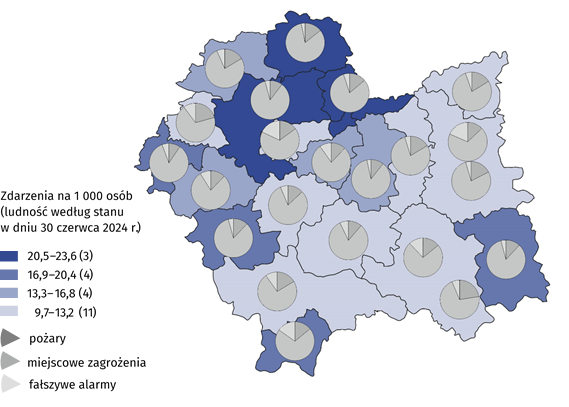 Zdarzenia na 1 000 osób
(ludność według stanu
w dniu 30 czerwca 2024 r.)
20,5–23,6 (3)
16,9–20,4 (4)
13,3–16,8 (4)
9,7–13,2 (11)
pożary
miejscowe zagrożenia
fałszywe alarmy